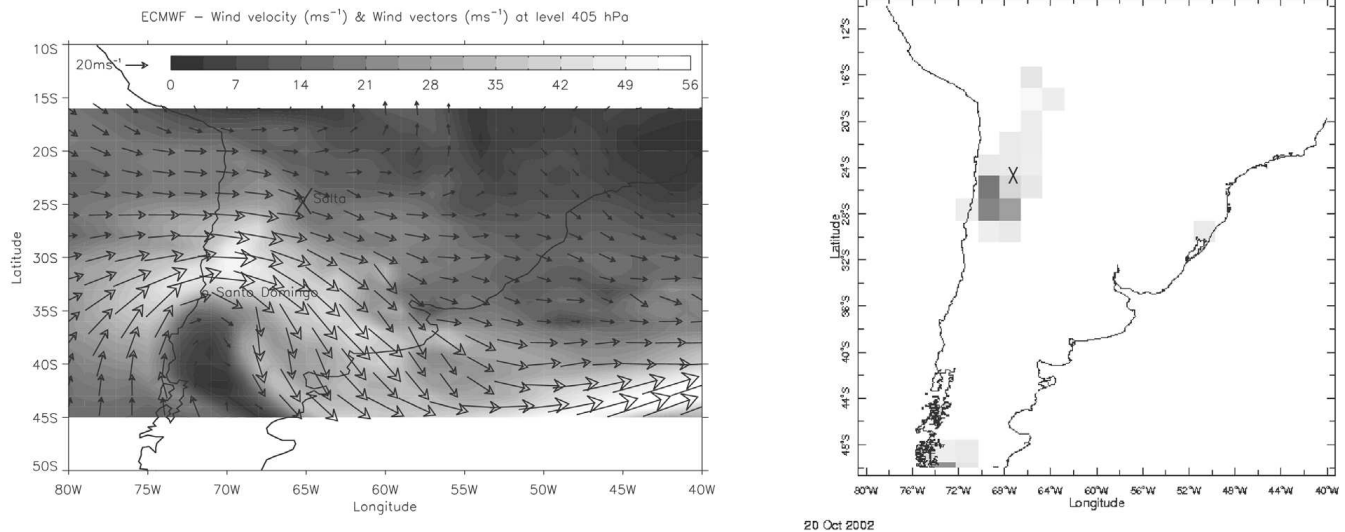 ECMWF – Wind velocity (ms⁻¹) & Wind vectors (ms⁻¹) at level 405 hPa
20ms⁻¹
0 7 14 21 28 35 42 49 56
10S
15S
20S
25S
30S
35S
40S
45S
50S
Latitude
Salta
Santo Domingo
80W 75W 70W 65W 60W 55W 50W 45W 40W
Longitude
12°S
16°S
20°S
24°S
28°S
32°S
36°S
40°S
44°S
48°S
Latitude
X
80°W 76°W 72°W 68°W 64°W 60°W 56°W 52°W 48°W 44°W 40°W
Longitude
20 Oct 2002